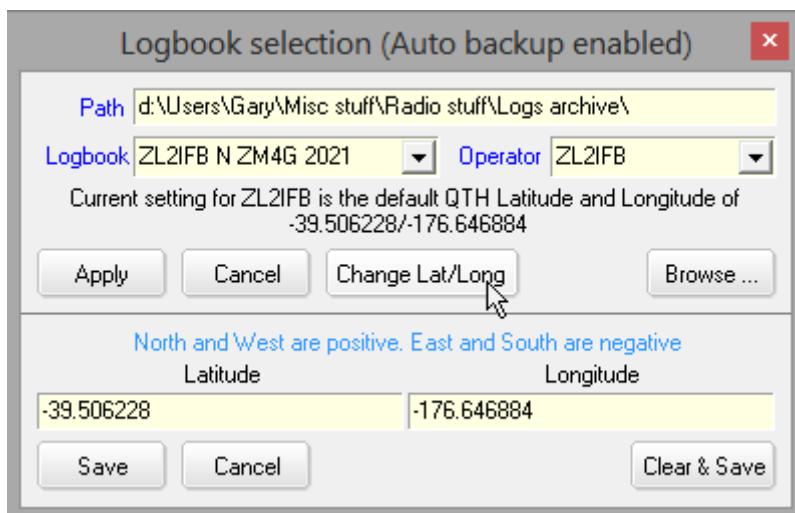 Logbook selection (Auto backup enabled)
Path d:\Users\Gary\Misc stuff\Radio stuff\Logs archive\
Logbook ZL2IFB N ZM4G 2021 Operator ZL2IFB
Current setting for ZL2IFB is the default QTH Latitude and Longitude of
-39.506228/-176.646884
Apply Cancel Change Lat/Long Browse ...
North and West are positive. East and South are negative
Latitude Longitude
-39.506228 -176.646884
Save Cancel Clear & Save